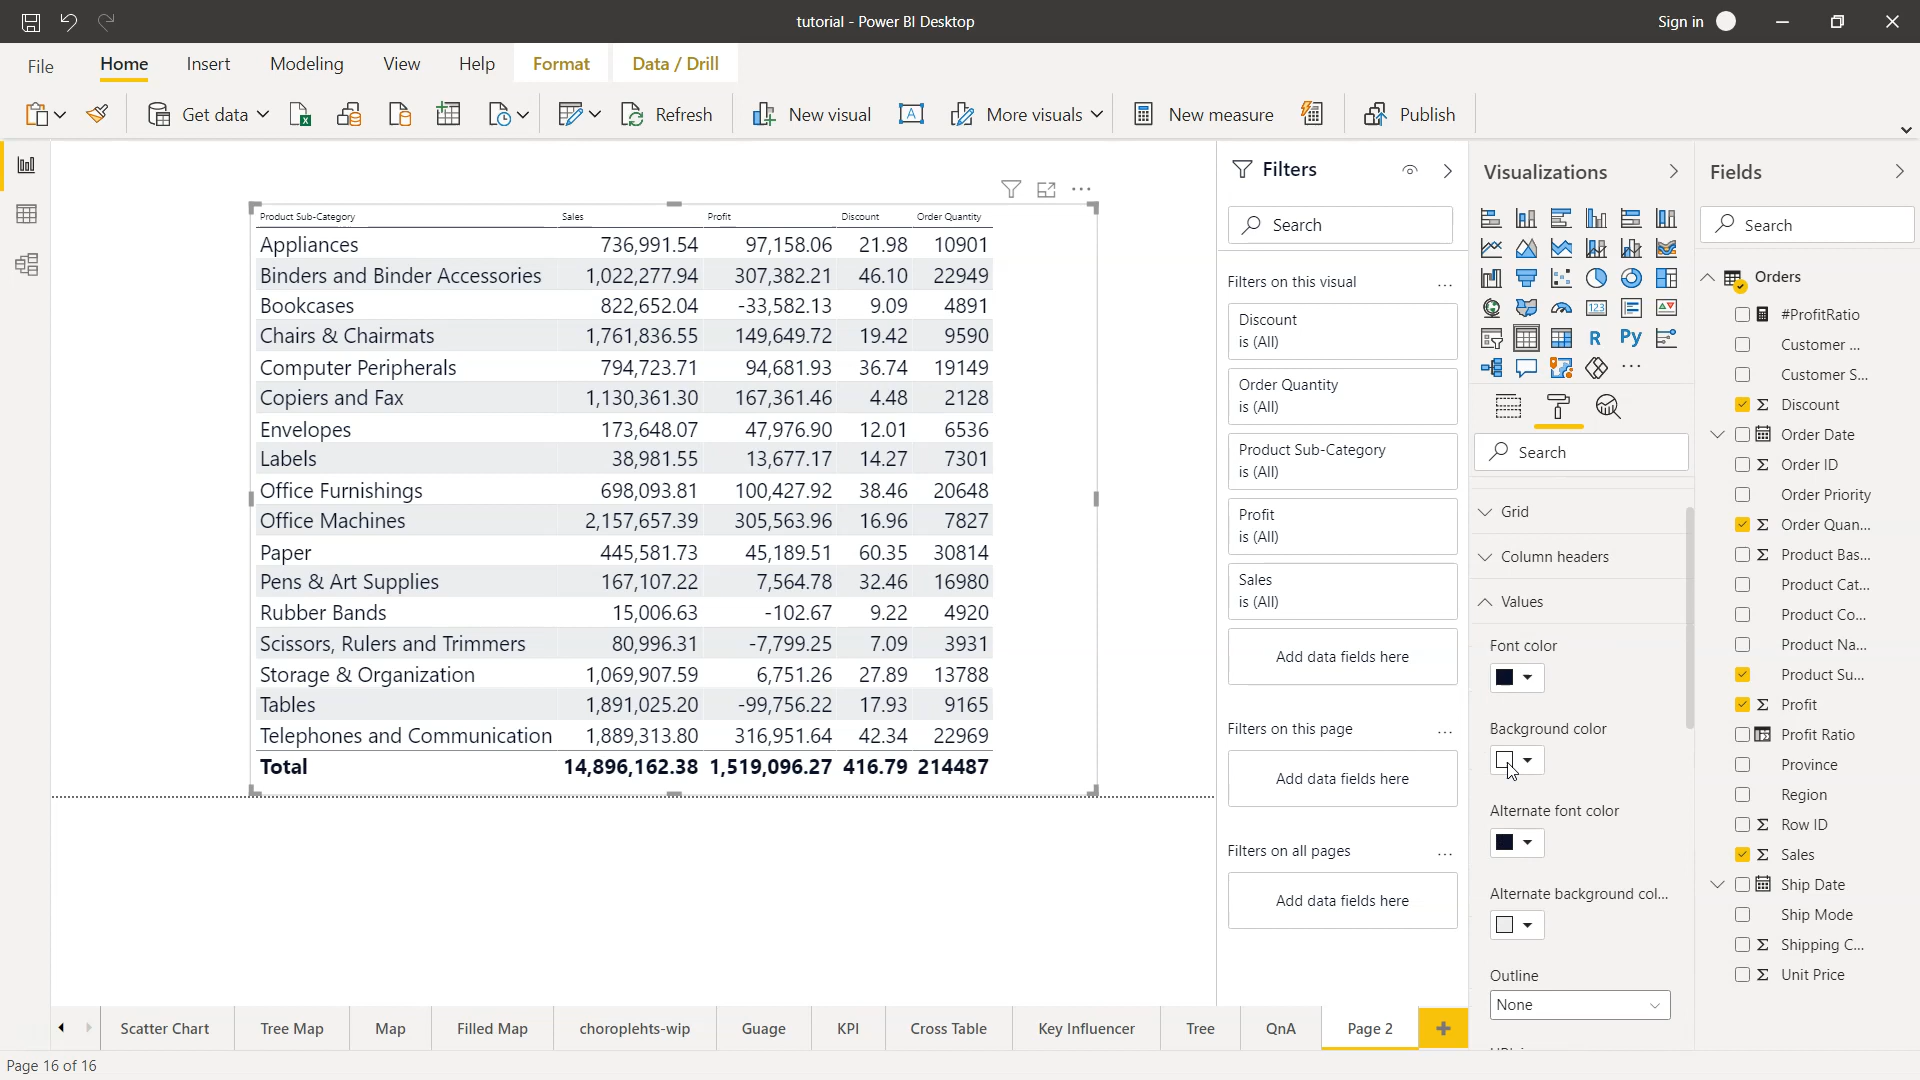 tutorial - Power BI Desktop
Sign in
File Home Insert Modeling View Help Format Data / Drill
Get data Refresh New visual More visuals New measure Publish
Product Sub-Category Sales Profit Discount Order Quantity
Appliances 736,991.54 97,158.06 21.98 10901
Binders and Binder Accessories 1,022,277.94 307,382.21 46.10 22949
Bookcases 822,652.04 -33,582.13 9.09 4891
Chairs & Chairmats 1,761,836.55 149,649.72 19.42 9590
Computer Peripherals 794,723.71 94,681.93 36.74 19149
Copiers and Fax 1,130,361.30 167,361.46 4.48 2128
Envelopes 173,648.07 47,976.90 12.01 6536
Labels 38,981.55 13,677.17 14.27 7301
Office Furnishings 698,093.81 100,427.92 38.46 20648
Office Machines 2,157,657.39 305,563.96 16.96 7827
Paper 445,581.73 45,189.51 60.35 30814
Pens & Art Supplies 167,107.22 7,564.78 32.46 16980
Rubber Bands 15,006.63 -102.67 9.22 4920
Scissors, Rulers and Trimmers 80,996.31 -7,799.25 7.09 3931
Storage & Organization 1,069,907.59 6,751.26 27.89 13788
Tables 1,891,025.20 -99,756.22 17.93 9165
Telephones and Communication 1,889,313.80 316,951.64 42.34 22969
Total 14,896,162.38 1,519,096.27 416.79 214487
Filters
Search
Filters on this visual ...
Discount
is (All)
Order Quantity
is (All)
Product Sub-Category
is (All)
Profit
is (All)
Sales
is (All)
Add data fields here
Filters on this page ...
Add data fields here
Filters on all pages ...
Add data fields here
Visualizations
123
R Py
Search
Grid
Column headers
Values
Font color
Background color
Alternate font color
Alternate background col...
Outline
None
Fields
Search
Orders
#ProfitRatio
Customer ...
Customer S...
Σ Discount
Order Date
Σ Order ID
Order Priority
Σ Order Quan...
Σ Product Bas...
Product Cat...
Product Co...
Product Na...
Product Su...
Σ Profit
Profit Ratio
Province
Region
Σ Row ID
Σ Sales
Ship Date
Ship Mode
Σ Shipping C...
Σ Unit Price
Scatter Chart Tree Map Map Filled Map choroplehts-wip Guage KPI Cross Table Key Influencer Tree QnA Page 2 +
Page 16 of 16